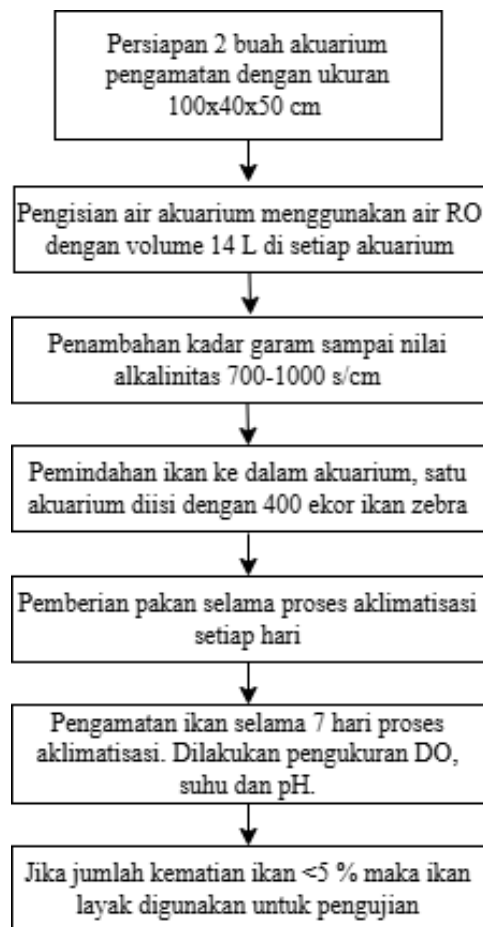 Persiapan 2 buah akuarium
pengamatan dengan ukuran
100x40x50 cm
Pengisian air akuarium menggunakan air RO
dengan volume 14 L di setiap akuarium
Penambahan kadar garam sampai nilai
alkalinitas 700-1000 s/cm
Pemindahan ikan ke dalam akuarium, satu
akuarium diisi dengan 400 ekor ikan zebra
Pemberian pakan selama proses aklimatisasi
setiap hari
Pengamatan ikan selama 7 hari proses
aklimatisasi. Dilakukan pengukuran DO,
suhu dan pH.
Jika jumlah kematian ikan <5 % maka ikan
layak digunakan untuk pengujian